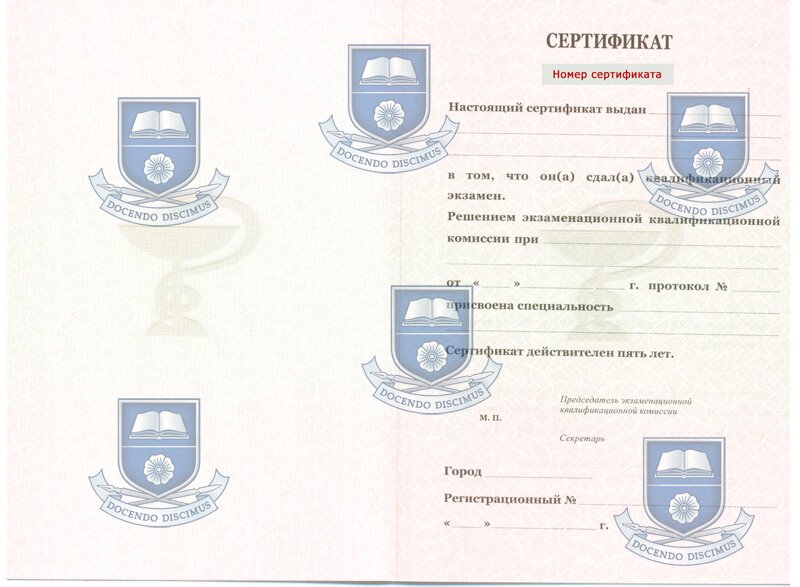 СЕРТИФИКАТ
Номер сертификата
Настоящий сертификат выдан
в том, что он(а) сдал(а) квалификационный
экзамен.
Решением экзаменационной квалификационной
комиссии при
от « » г. протокол №
присвоена специальность
Сертификат действителен пять лет.
Председатель экзаменационной
квалификационной комиссии
М. П.
Секретарь
Город
Регистрационный №
« » г.
DOCENDO DISCIMUS
DOCENDO DISCIMUS
DOCENDO DISCIMUS
DOCENDO DISCIMUS
DOCENDO DISCIMUS
DOCENDO DISCIMUS